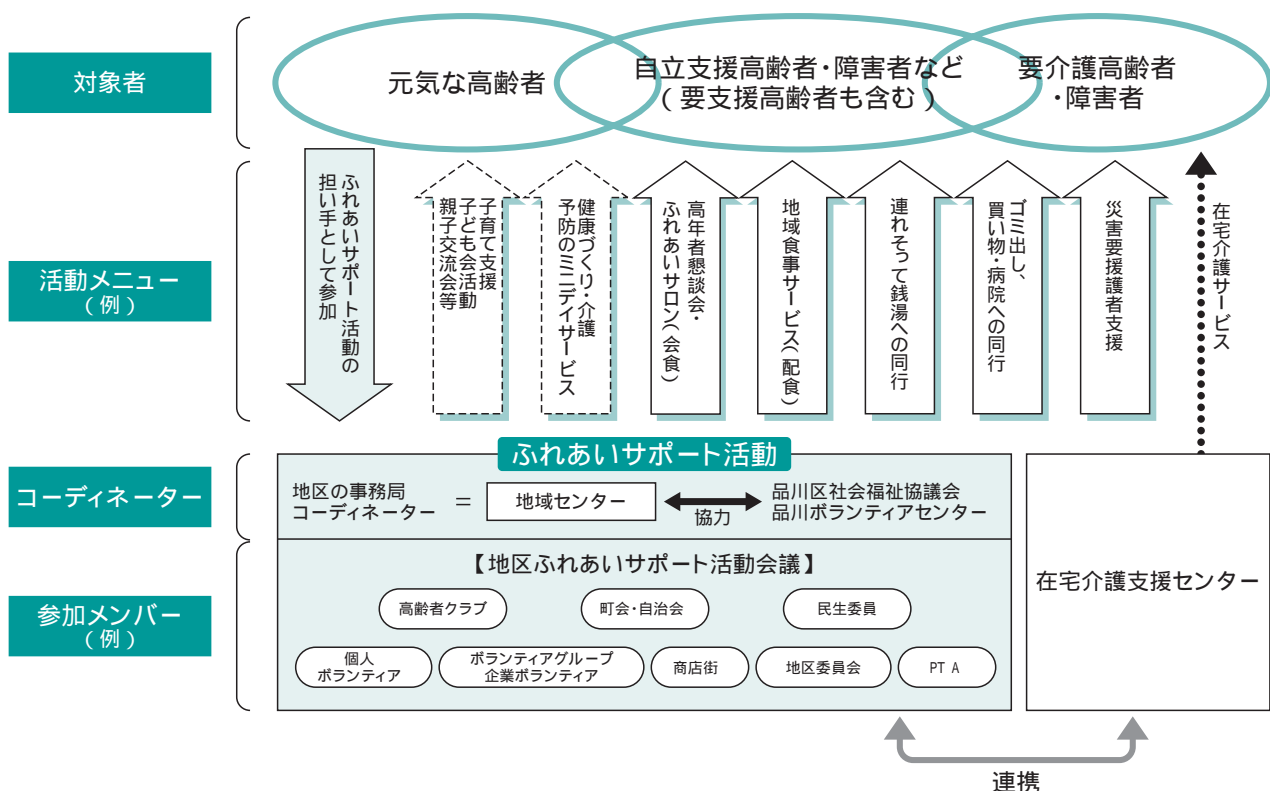 対象者
元気な高齢者
自立支援高齢者・障害者など
（要支援高齢者も含む）
要介護高齢者
・障害者
活動メニュー
（例）
ふれあいサポート活動の
担い手として参加
子育て支援
子ども会活動
親子交流会等
健康づくり・介護
予防のミニデイサービス
高年者懇談会・
ふれあいサロン（会食）
地域食事サービス（配食）
連れそって銭湯への同行
ゴミ出し、
買い物・病院への同行
災害要援護者支援
在宅介護サービス
ふれあいサポート活動
コーディネーター
地区の事務局
コーディネーター
＝
地域センター
協力
品川区社会福祉協議会
品川ボランティアセンター
参加メンバー
（例）
【地区ふれあいサポート活動会議】
高齢者クラブ
町会・自治会
民生委員
個人
ボランティア
ボランティアグループ
企業ボランティア
商店街
地区委員会
PTA
在宅介護支援センター
連携